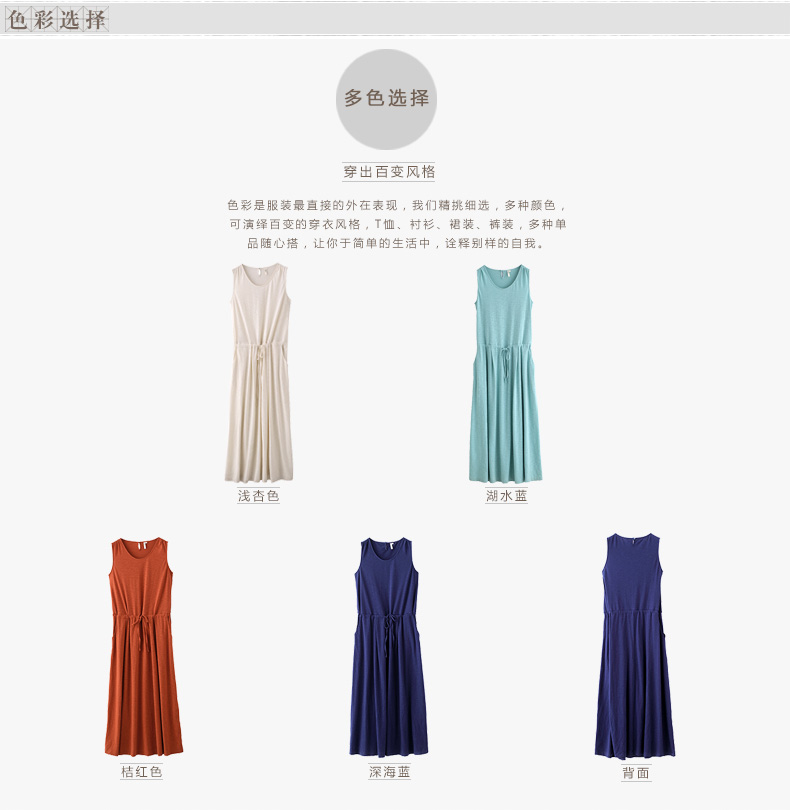 色彩选择
多色选择
穿出百变风格
色彩是服装最直接的外在表现，我们精挑细选，多种颜色，
可演绎百变的穿衣风格，T恤、衬衫、裙装、裤装，多种单
品随心搭，让你于简单的生活中，诠释别样的自我。
浅杏色
湖水蓝
桔红色
深海蓝
背面